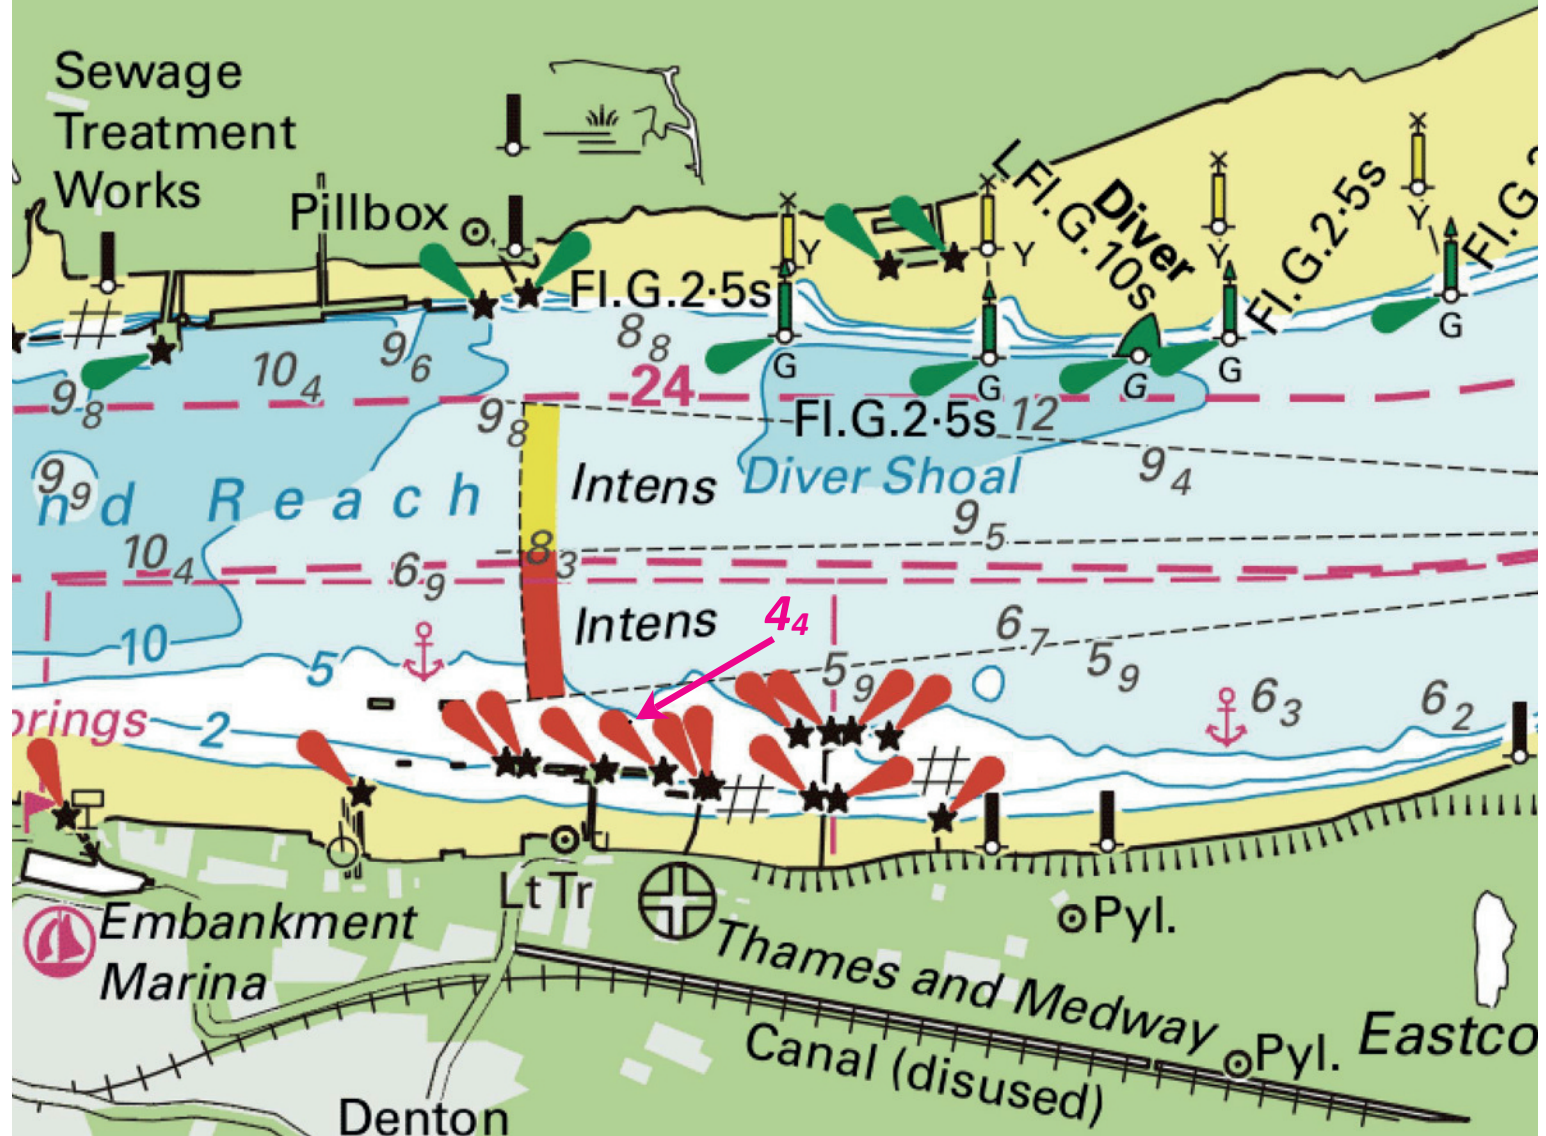 Sewage
Treatment
Works
Pillbox
Fl.G.2·5s
Y
L.Fl.G.10s
Y
Diver
Y
Fl.G.2·5s
Y
Fl.G.
G
G
G
G
G
8₈
9₆
10₄
9₈
24
9₈
Fl.G.2·5s
12
9₄
Intens
Diver Shoal
9₉
nd Reach
9₅
10₄
8₃
6₉
4₄
Intens
6₇
10
5
5₉
5₉
6₃
6₂
prings
2
Lt Tr
Embankment
Marina
Pyl.
Thames and Medway
Canal (disused)
Pyl.
Eastco
Denton